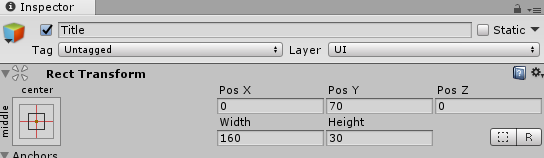 Inspector
Title
Static
Tag Untagged Layer UI
Rect Transform
center
middle
Pos X Pos Y Pos Z
0 70 0
Width Height
160 30
R
Anchors